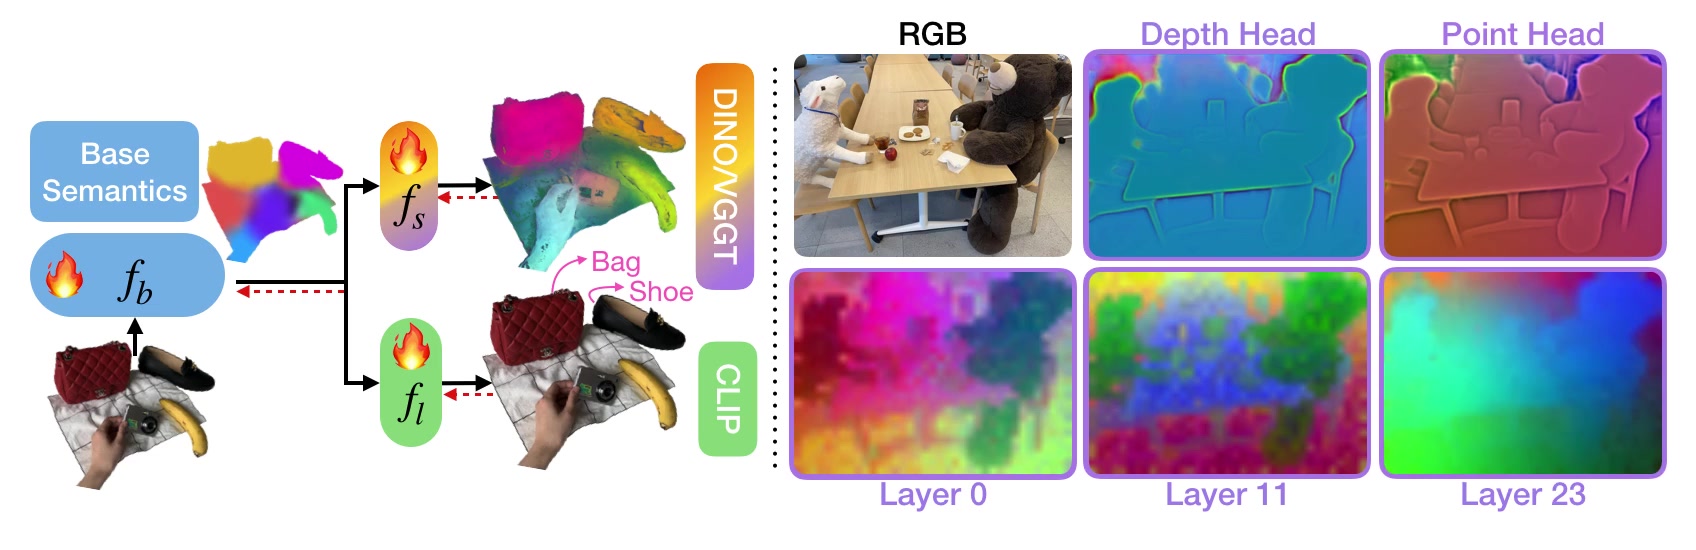 Base
Semantics
f_b
f_s
f_l
Bag
Shoe
DINO/VGGT
CLIP
RGB
Depth Head
Point Head
Layer 0
Layer 11
Layer 23